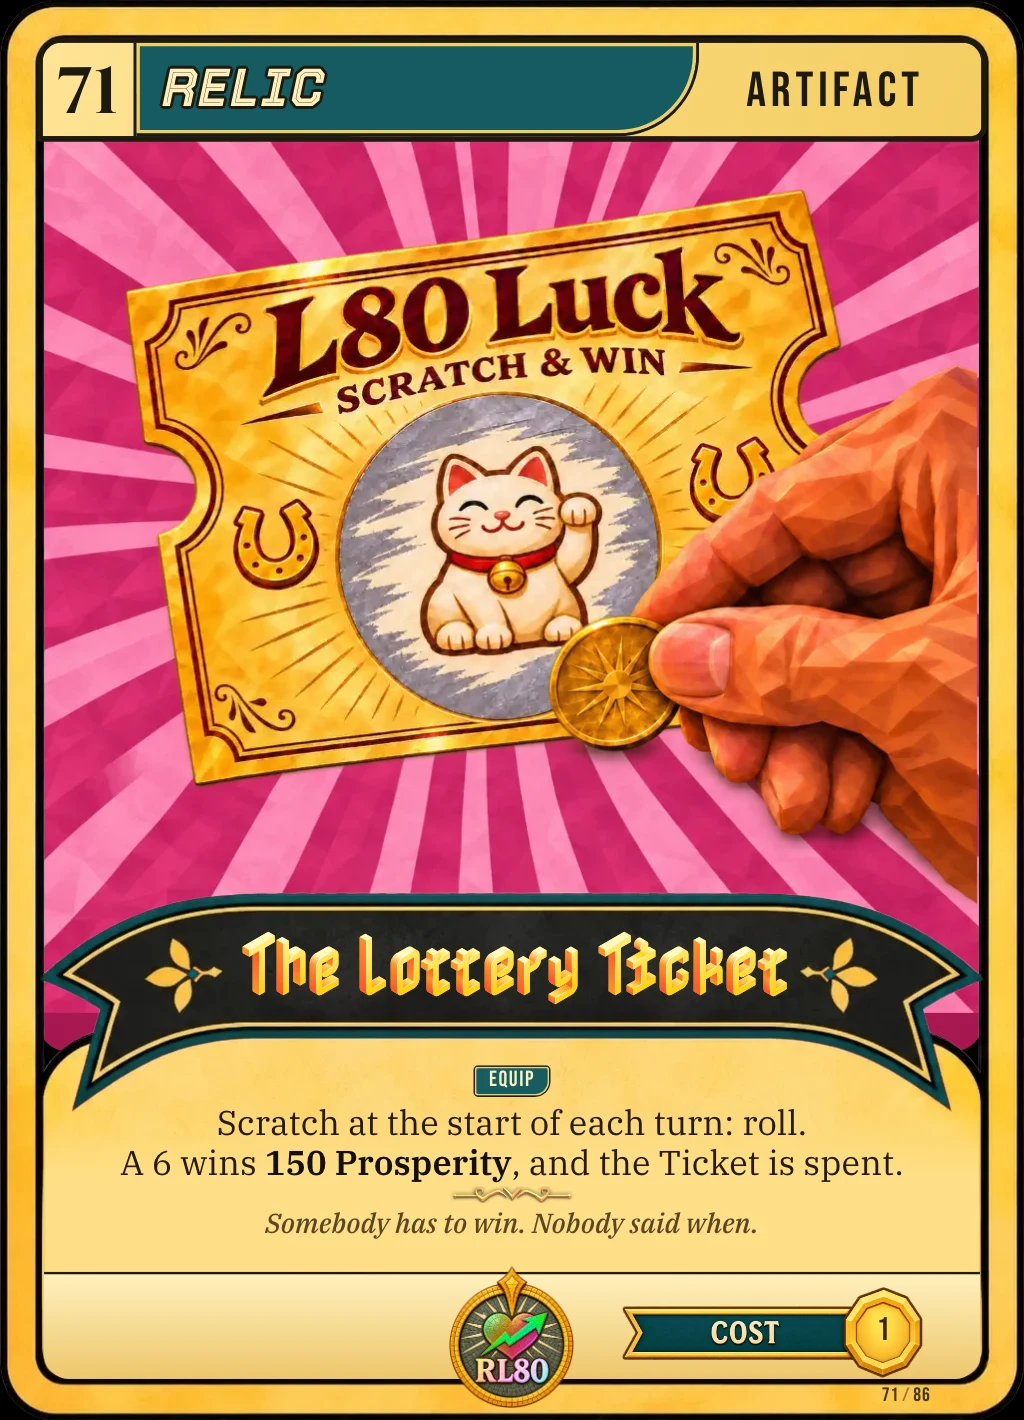 71
RELIC
ARTIFACT
L80 Luck
SCRATCH & WIN
The Lottery Ticket
EQUIP
Scratch at the start of each turn: roll.
A 6 wins 150 Prosperity, and the Ticket is spent.
Somebody has to win. Nobody said when.
RL80
COST
1
71 / 86